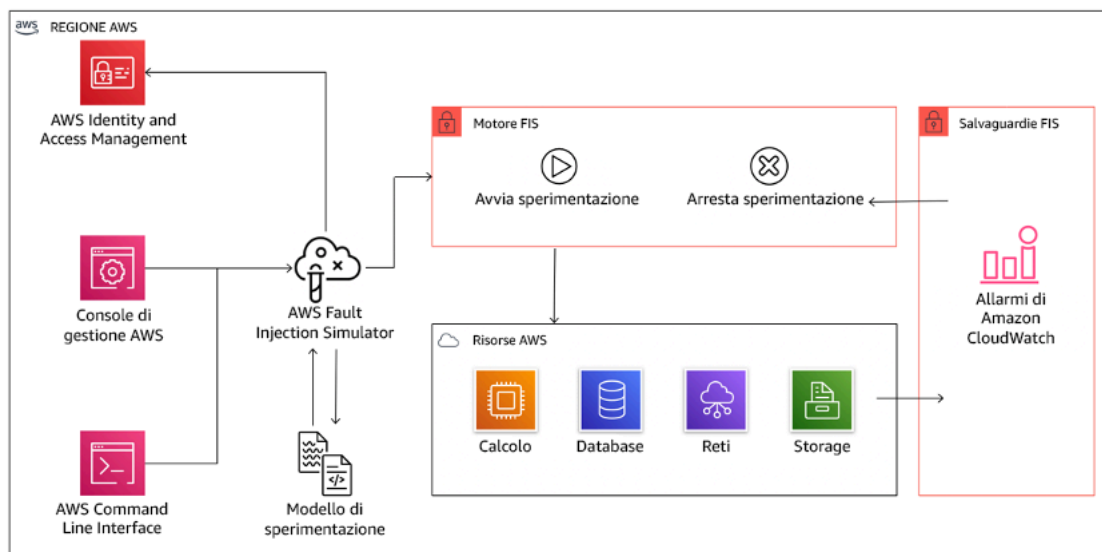 aws
REGIONE AWS
AWS Identity and
Access Management
Console di
gestione AWS
AWS Command
Line Interface
AWS Fault
Injection Simulator
Modello di
sperimentazione
Motore FIS
Avvia sperimentazione
Arresta sperimentazione
Risorse AWS
Calcolo
Database
Reti
Storage
Salvaguardie FIS
Allarmi di
Amazon
CloudWatch